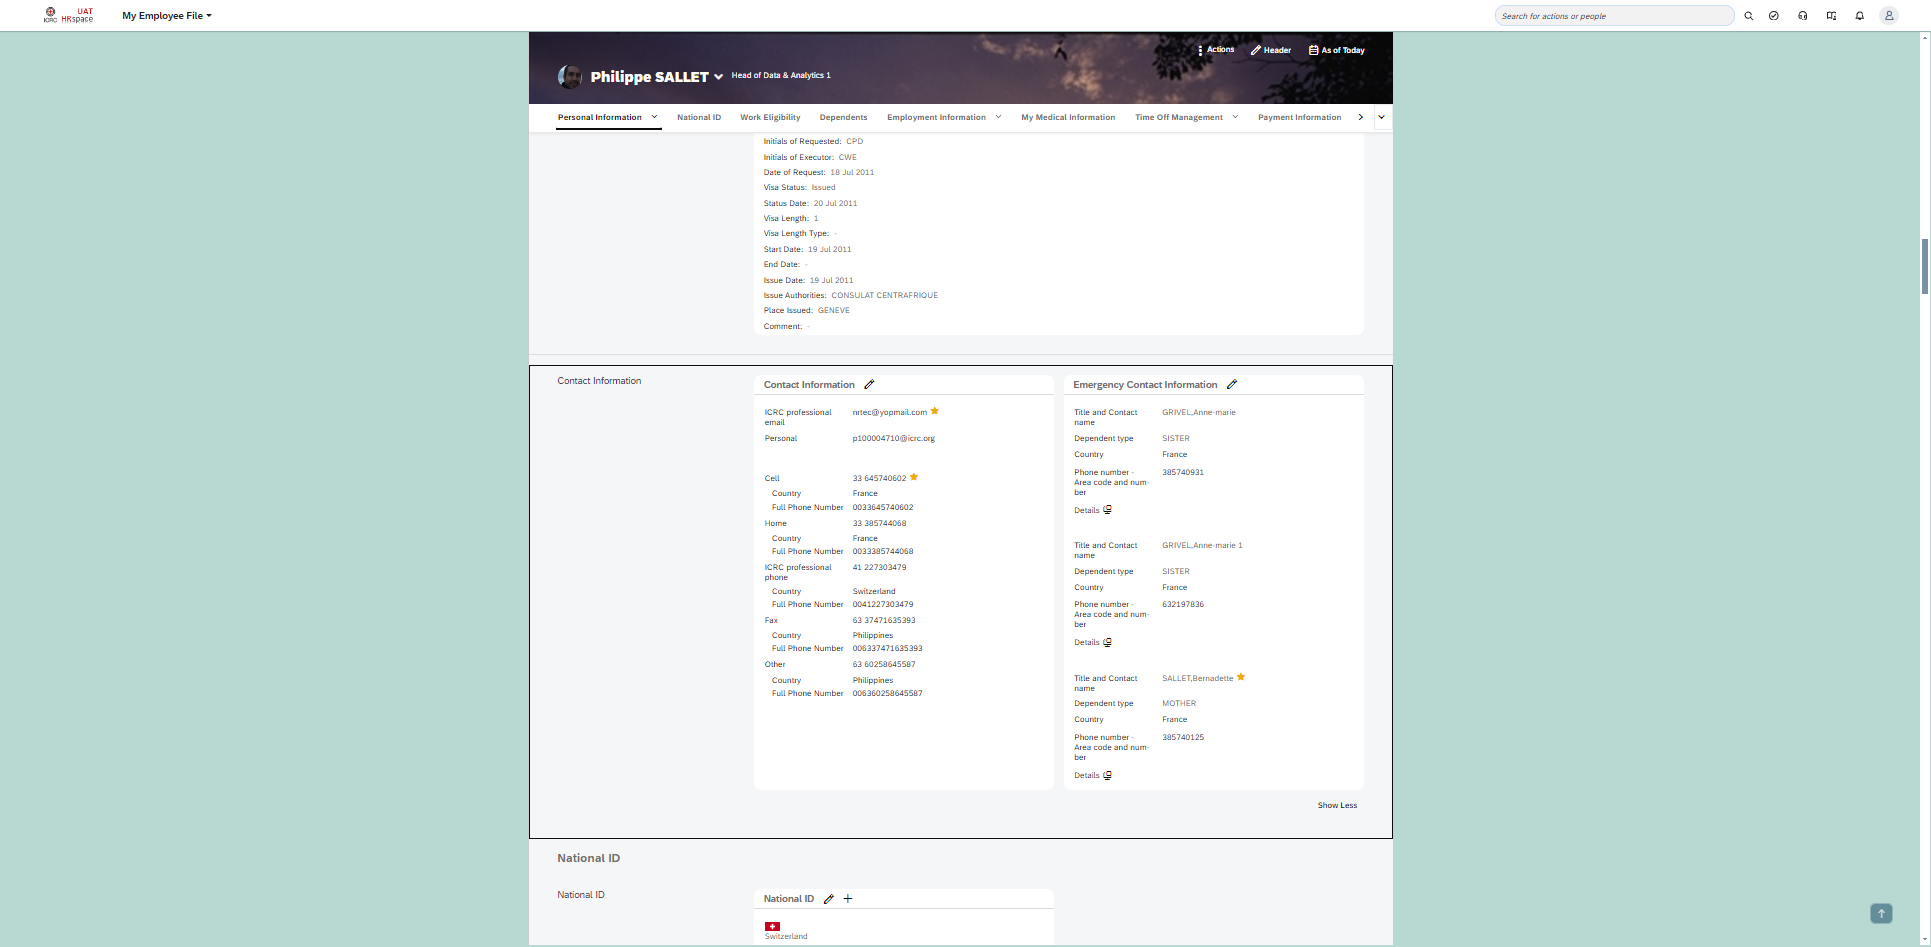 ICRC UAT HRspace
My Employee File
Search for actions or people
Actions
Header
As of Today
Philippe SALLET
Head of Data & Analytics 1
Personal Information
National ID
Work Eligibility
Dependents
Employment Information
My Medical Information
Time Off Management
Payment Information
Initials of Requested: CPD
Initials of Executor: CWE
Date of Request: 18 Jul 2011
Visa Status: Issued
Status Date: 20 Jul 2011
Visa Length: 1
Visa Length Type: -
Start Date: 19 Jul 2011
End Date: -
Issue Date: 19 Jul 2011
Issue Authorities: CONSULAT CENTRAFRIQUE
Place Issued: GENEVE
Comment: -
Contact Information
Contact Information
ICRC professional
email
nrtec@yopmail.com
Personal p100004710@icrc.org
Cell 33 645740602
Country France
Full Phone Number 0033645740602
Home 33 385744068
Country France
Full Phone Number 0033385744068
ICRC professional
phone
41 227303479
Country Switzerland
Full Phone Number 0041227303479
Fax 63 37471635393
Country Philippines
Full Phone Number 006337471635393
Other 63 60258645587
Country Philippines
Full Phone Number 006360258645587
Emergency Contact Information
Title and Contact
name
GRIVEL,Anne-marie
Dependent type SISTER
Country France
Phone number -
Area code and num-
ber
385740931
Details
Title and Contact
name
GRIVEL,Anne-marie 1
Dependent type SISTER
Country France
Phone number -
Area code and num-
ber
632197836
Details
Title and Contact
name
SALLET,Bernadette
Dependent type MOTHER
Country France
Phone number -
Area code and num-
ber
385740125
Details
Show Less
National ID
National ID
National ID
Switzerland